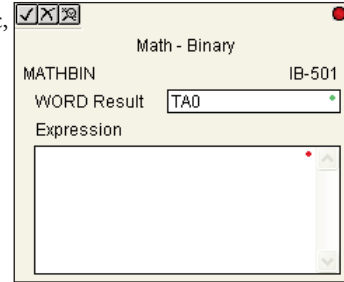 Math - Binary
MATHBIN IB-501
WORD Result TA0
Expression